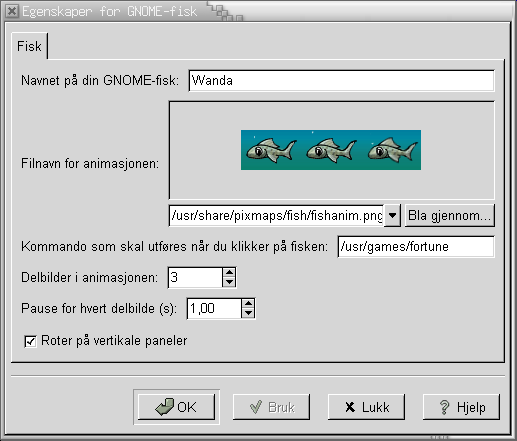 Egenskaper for GNOME-fisk
Fisk
Navnet på din GNOME-fisk: Wanda
Filnavn for animasjonen:
/usr/share/pixmaps/fish/fishanim.png Bla gjennom...
Kommando som skal utføres når du klikker på fisken: /usr/games/fortune
Delbilder i animasjonen: 3
Pause for hvert delbilde (s): 1,00
Roter på vertikale paneler
OK Bruk Lukk Hjelp